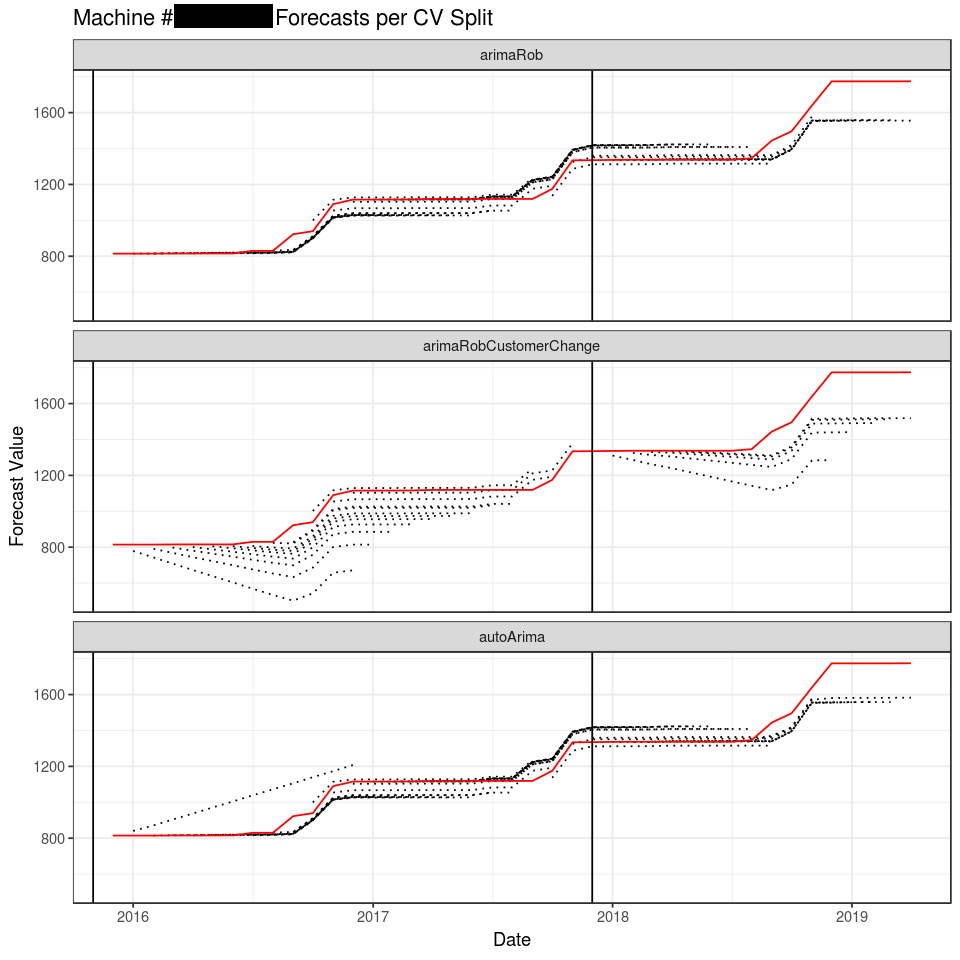 Machine # Forecasts per CV Split
arimaRob
1600
1200
800
arimaRobCustomerChange
1600
1200
800
Forecast Value
autoArima
1600
1200
800
2016 2017 2018 2019
Date